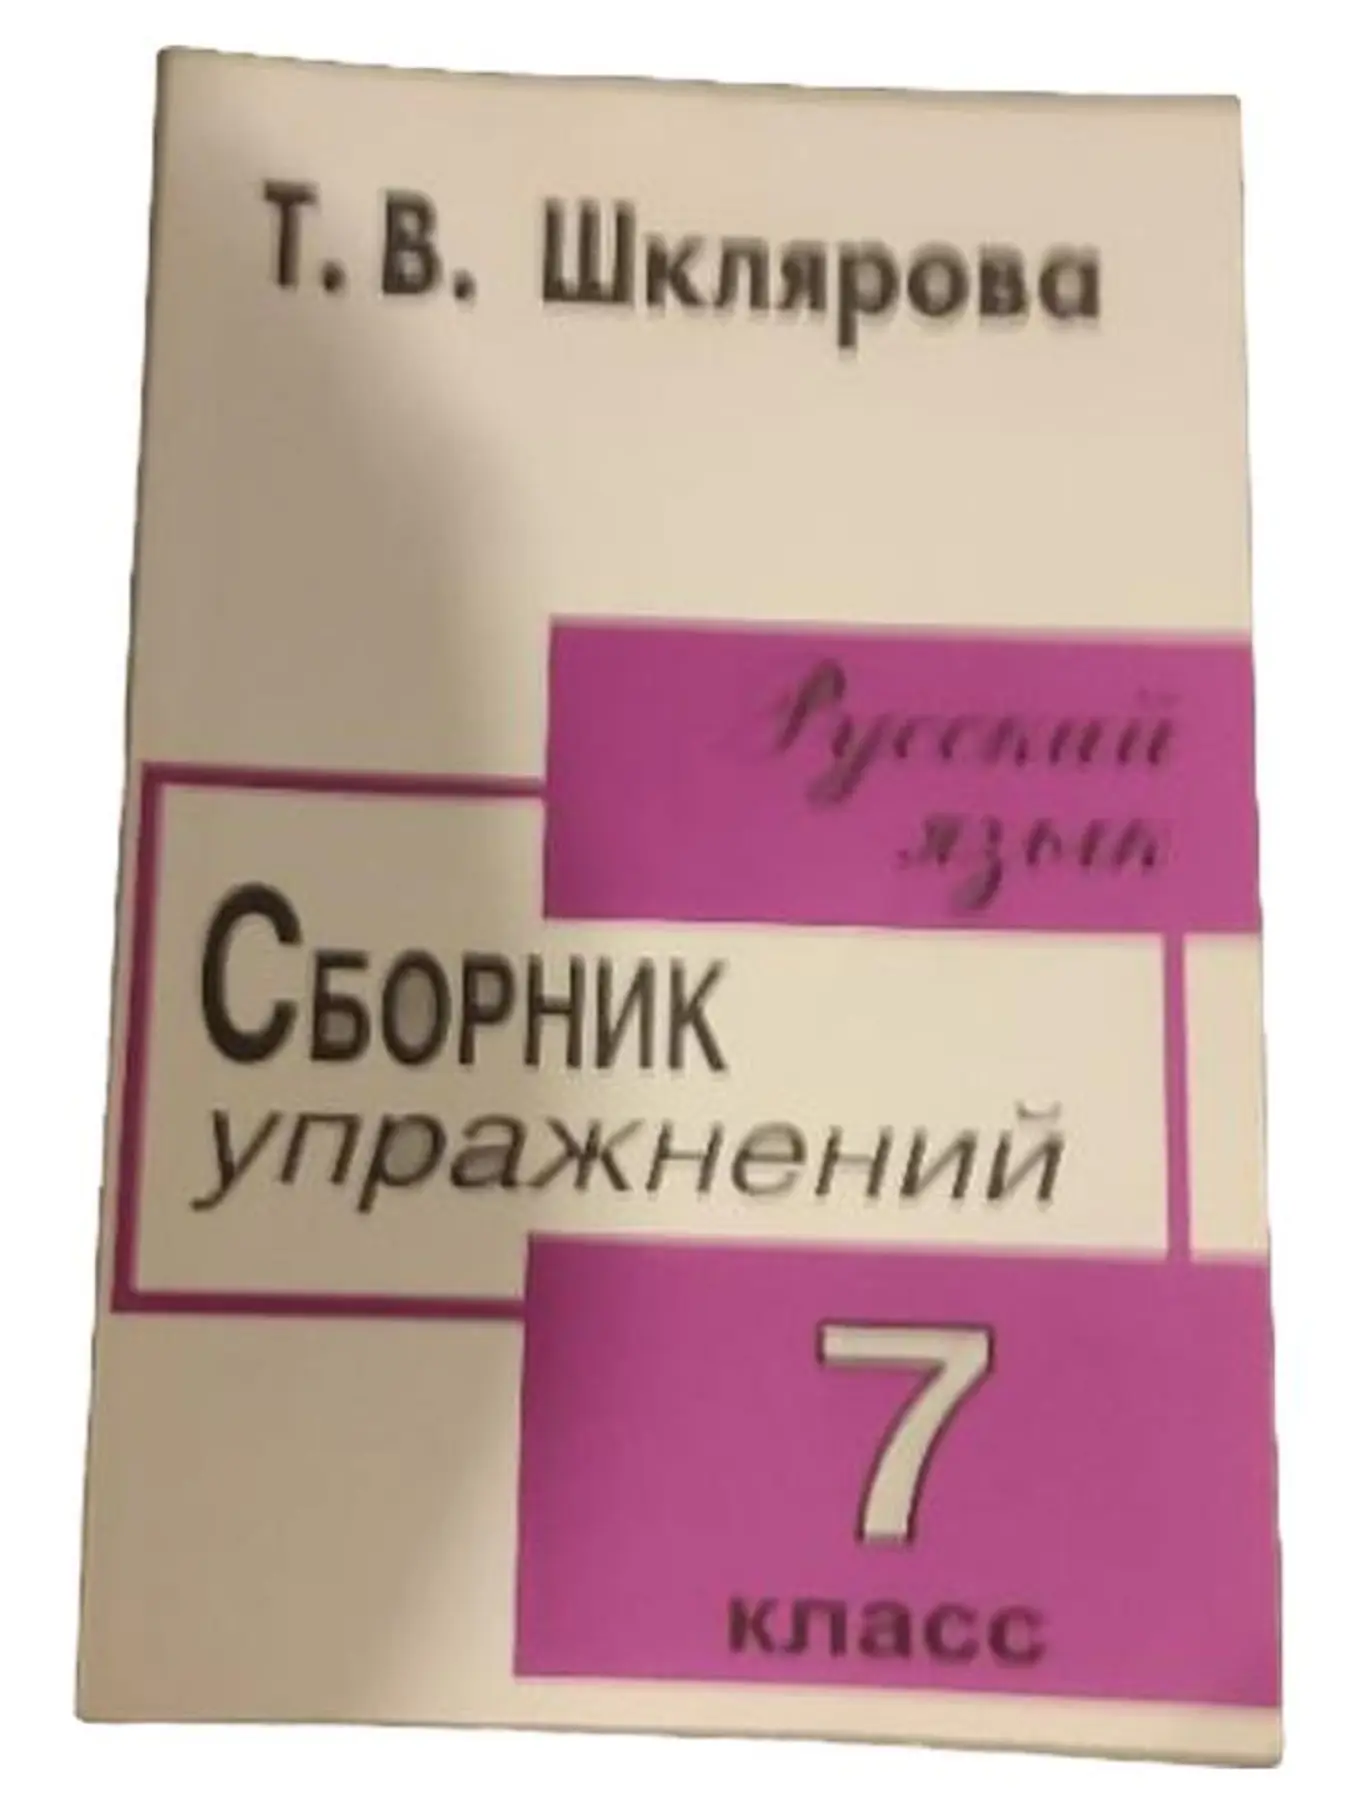 Т. В. Шклярова
Русский
язык
Сборник
упражнений
7
класс